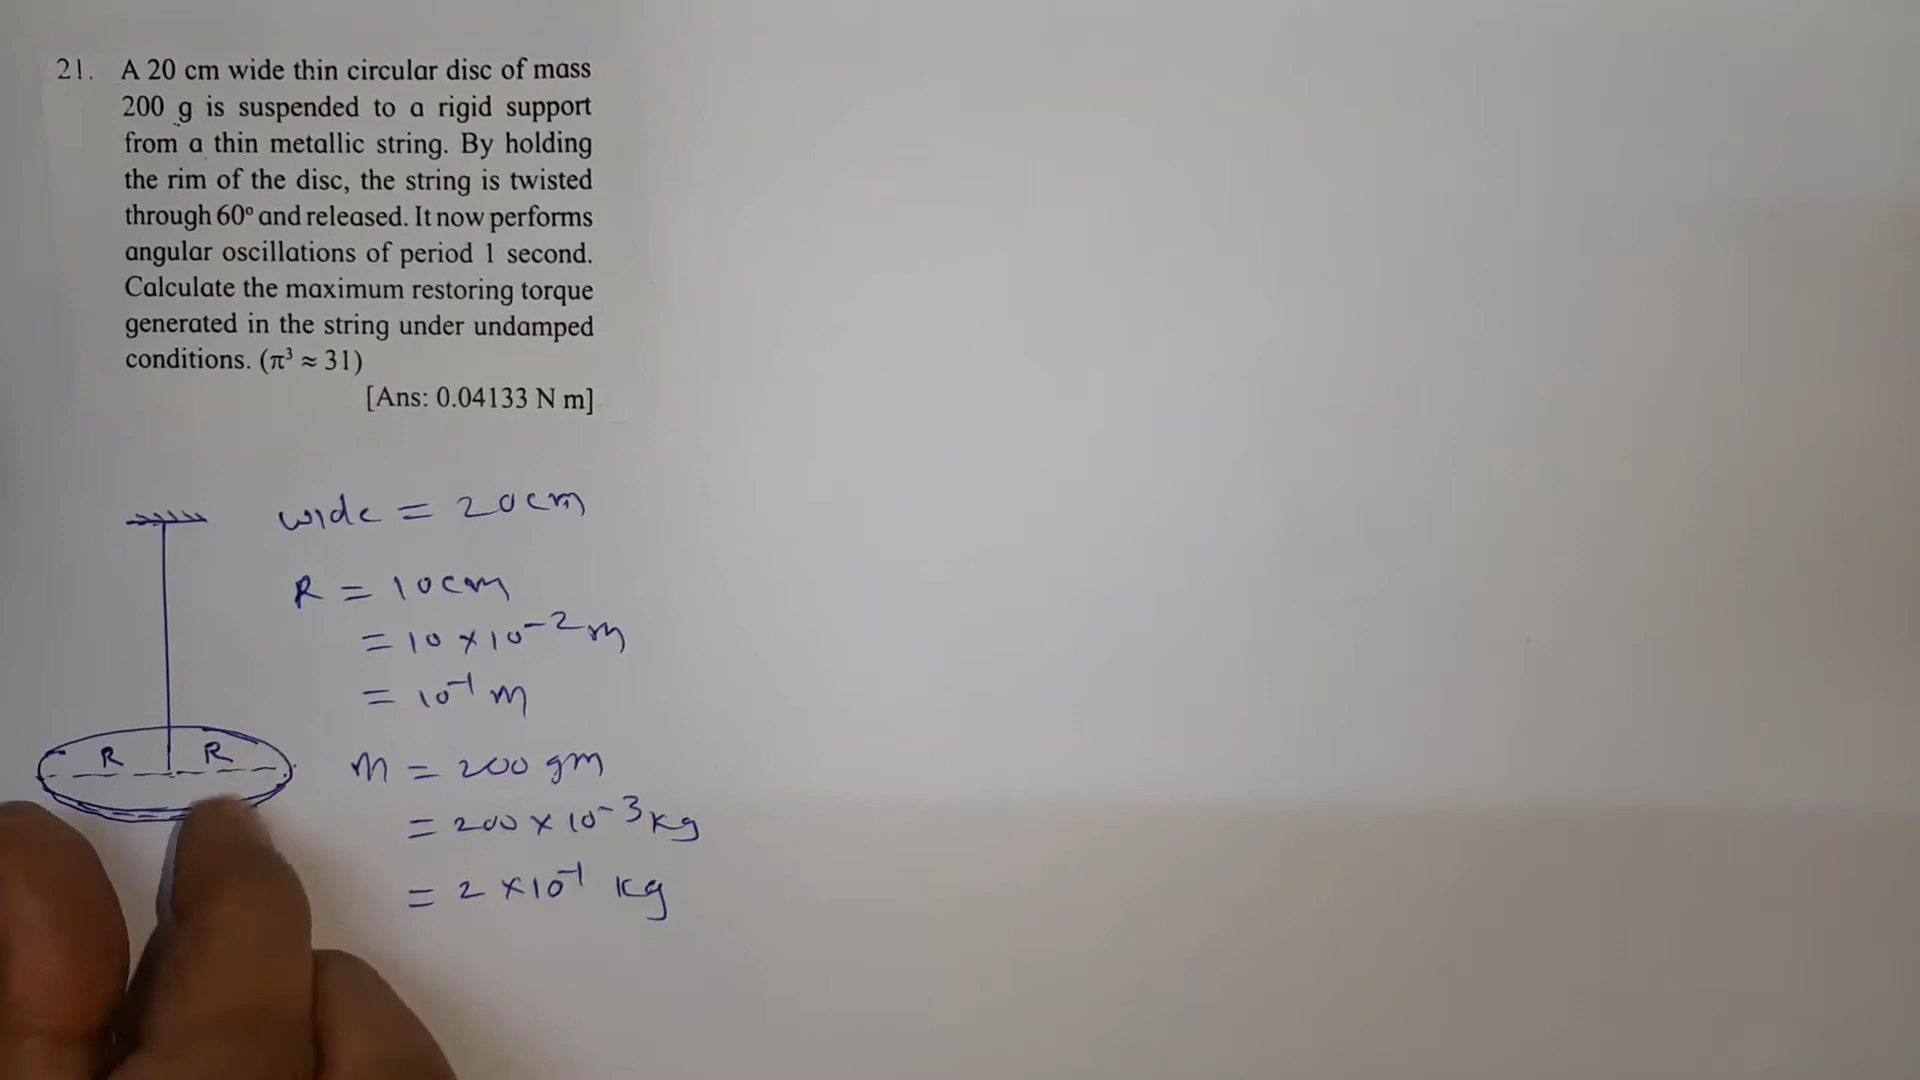 21. A 20 cm wide thin circular disc of mass
200 g is suspended to a rigid support
from a thin metallic string. By holding
the rim of the disc, the string is twisted
through 60° and released. It now performs
angular oscillations of period 1 second.
Calculate the maximum restoring torque
generated in the string under undamped
conditions. (π³ ≈ 31)
[Ans: 0.04133 N m]
wide = 20cm
R = 10cm
= 10 × 10⁻² m
= 10⁻¹ m
R R
M = 200 gm
= 200 × 10⁻³ kg
= 2 × 10⁻¹ kg